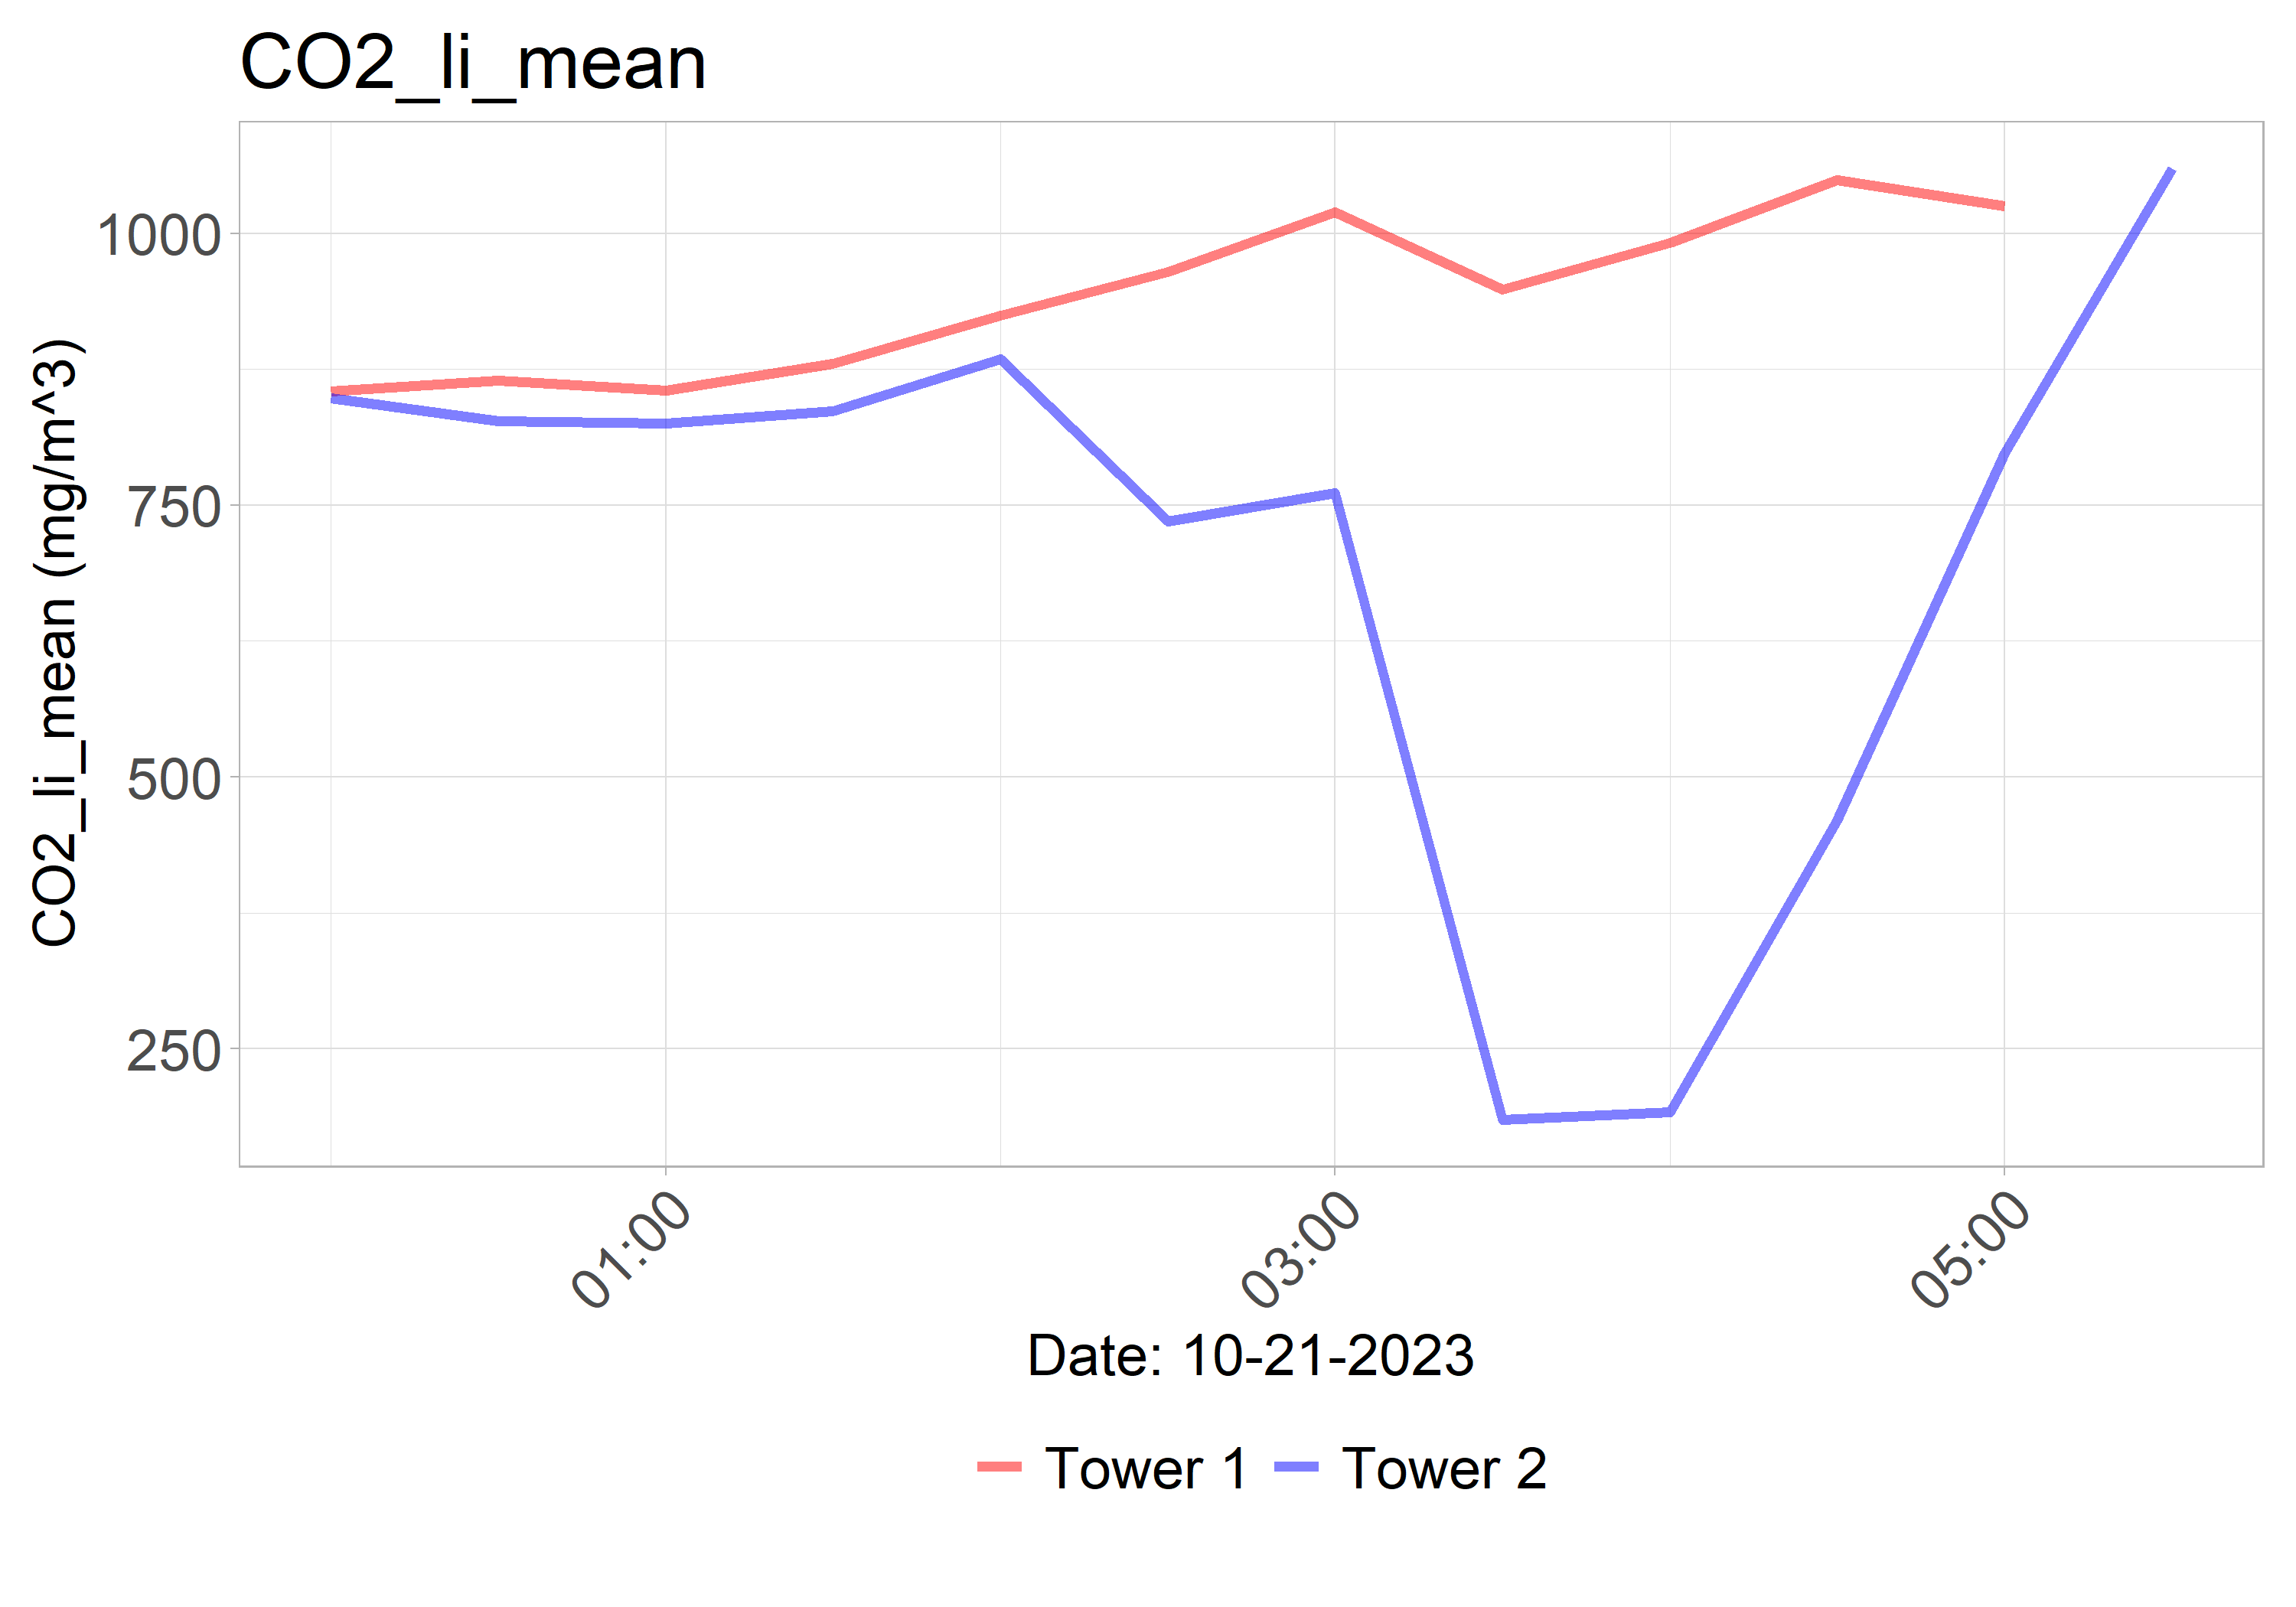 CO2_li_mean
CO2_li_mean (mg/m^3)
1000
750
500
250
01:00
03:00
05:00
Date: 10-21-2023
Tower 1
Tower 2